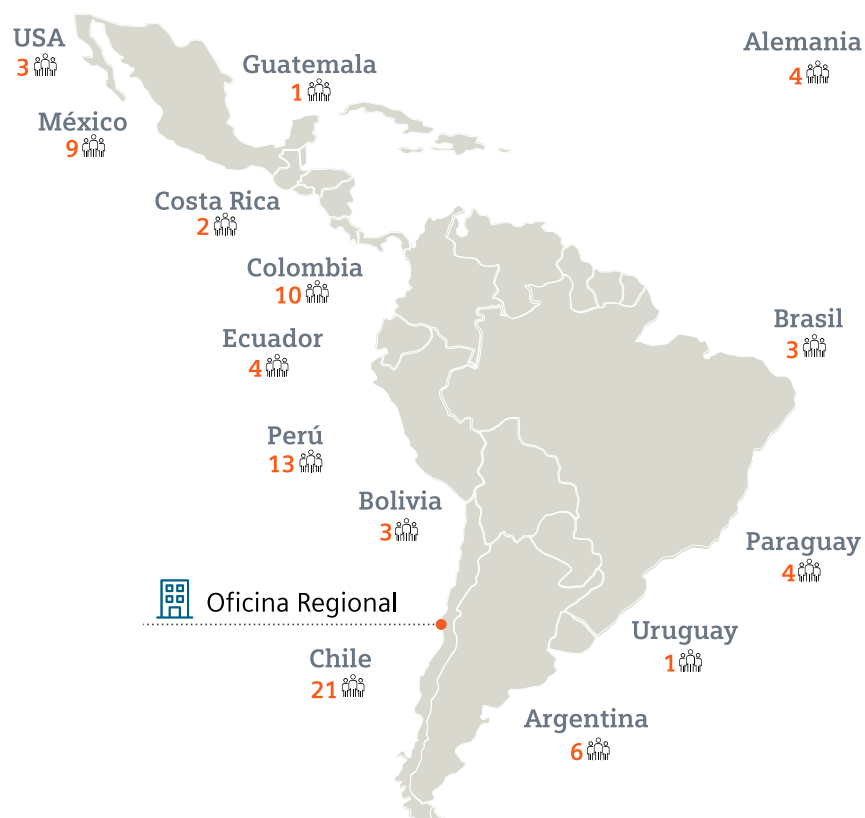 USA
3
Alemania
4
Guatemala
1
México
9
Costa Rica
2
Colombia
10
Brasil
3
Ecuador
4
Perú
13
Bolivia
3
Paraguay
4
Oficina Regional
Uruguay
1
Chile
21
Argentina
6